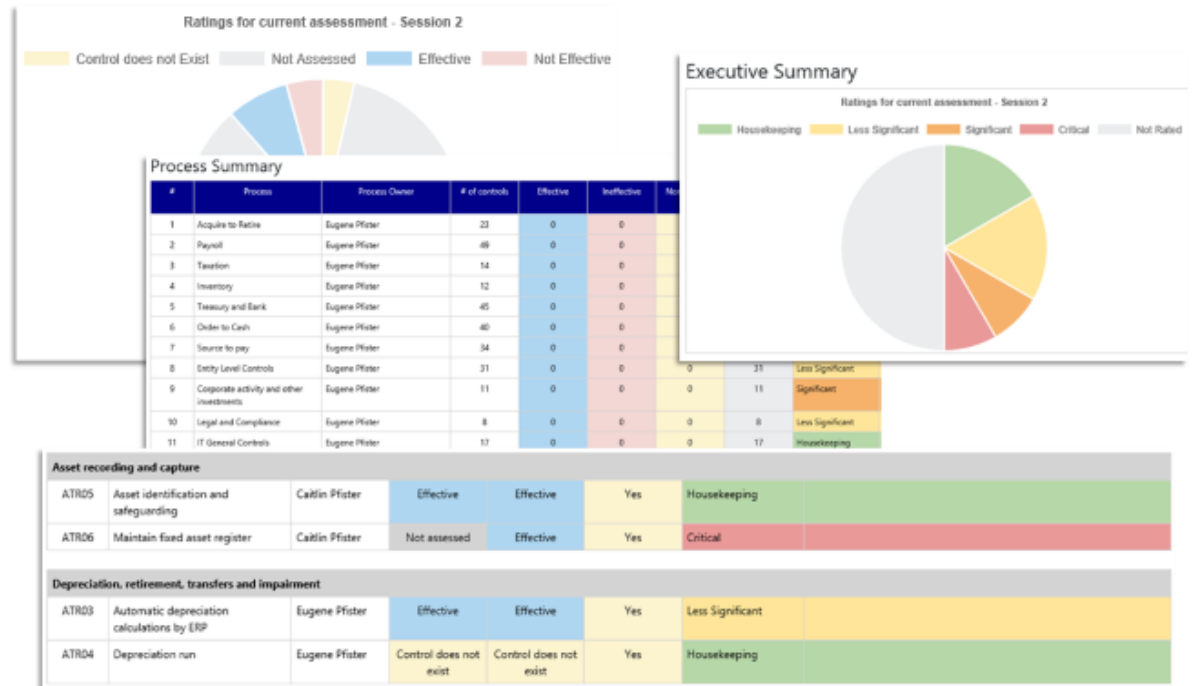 Ratings for current assessment - Session 2
Control does not Exist Not Assessed Effective Not Effective
Executive Summary
Ratings for current assessment - Session 2
Housekeeping Less Significant Significant Critical Not Rated
Process Summary
# Process Process Owner # of controls Effective Ineffective
1 Acquire to Retire Eugene Pfister 23 0 0
2 Payroll Eugene Pfister 49 0 0
3 Taxation Eugene Pfister 14 0 0
4 Inventory Eugene Pfister 12 0 0
5 Treasury and Bank Eugene Pfister 45 0 0
6 Order to Cash Eugene Pfister 40 0 0
7 Source to pay Eugene Pfister 34 0 0
8 Entity Level Controls Eugene Pfister 31 0 0 0 31 Less Significant
9 Corporate activity and other Eugene Pfister 11 0 0 0 11 Significant
investments
10 Legal and Compliance Eugene Pfister 8 0 0 0 8 Less Significant
11 IT General Controls Eugene Pfister 17 0 0 0 17 Housekeeping
Asset recording and capture
ATR05 Asset identification and Caitlin Pfister Effective Effective Yes Housekeeping
safeguarding
ATR06 Maintain fixed asset register Caitlin Pfister Not assessed Effective Yes Critical
Depreciation, retirement, transfers and impairment
ATR03 Automatic depreciation Eugene Pfister Effective Effective Yes Less Significant
calculations by ERP
ATR04 Depreciation run Eugene Pfister Control does not Control does not Yes Housekeeping
exist exist